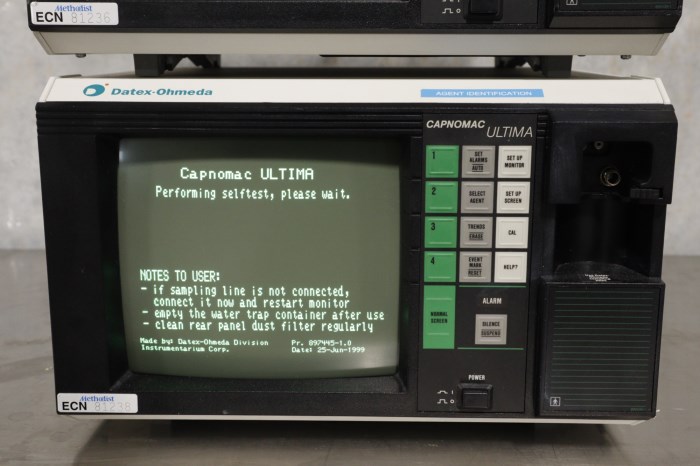 Methodist
ECN 81236
Datex-Ohmeda
AGENT IDENTIFICATION
CAPNOMAC ULTIMA
Capnomac ULTIMA
Performing selftest, please wait.
NOTES TO USER:
- if sampling line is not connected,
connect it now and restart monitor
- empty the water trap container after use
- clean rear panel dust filter regularly
Made by: Datex-Ohmeda Division Pr. 897445-1.0
Instrumentarium Corp. Date: 25-Jun-1999
1
SET ALARMS
AUTO
SET UP MONITOR
2
SELECT AGENT
SET UP SCREEN
3
TRENDS
ERASE
CAL
4
EVENT MARK
RESET
HELP?
NORMAL SCREEN
ALARM
SILENCE
SUSPEND
POWER
Methodist
ECN 81238